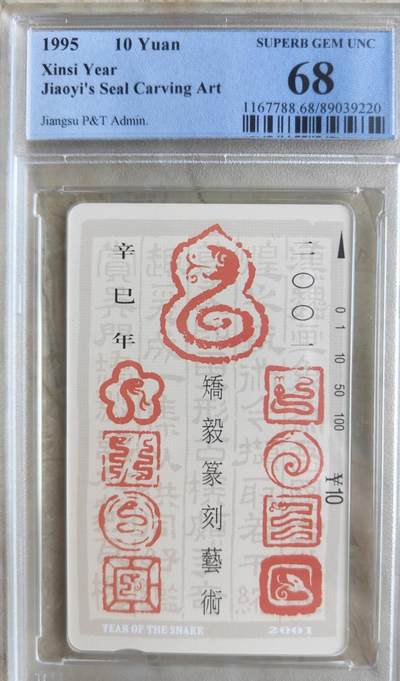 1995 10 Yuan
SUPERB GEM UNC
Xinsi Year
68
Jiaoyi's Seal Carving Art
1167788.68/89039220
Jiangsu P&T Admin.
二〇〇一
辛巳年
矯毅篆刻藝術
0 1 10 50 100
¥10
YEAR OF THE SNAKE
2001